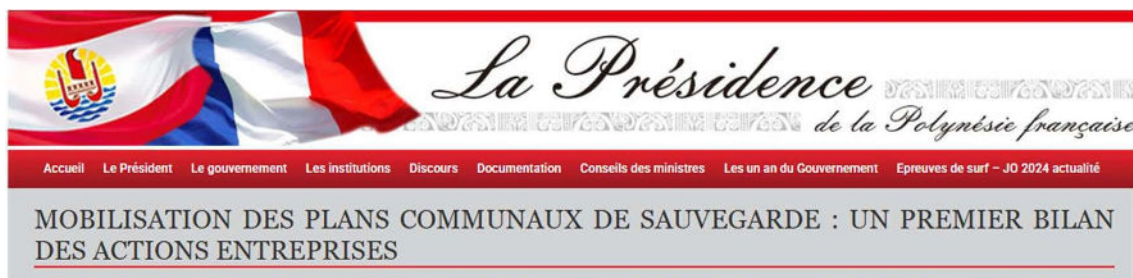 La Présidence
de la Polynésie française
Accueil Le Président Le gouvernement Les institutions Discours Documentation Conseils des ministres Les un an du Gouvernement Epreuves de surf – JO 2024 actualité
MOBILISATION DES PLANS COMMUNAUX DE SAUVEGARDE : UN PREMIER BILAN
DES ACTIONS ENTREPRISES